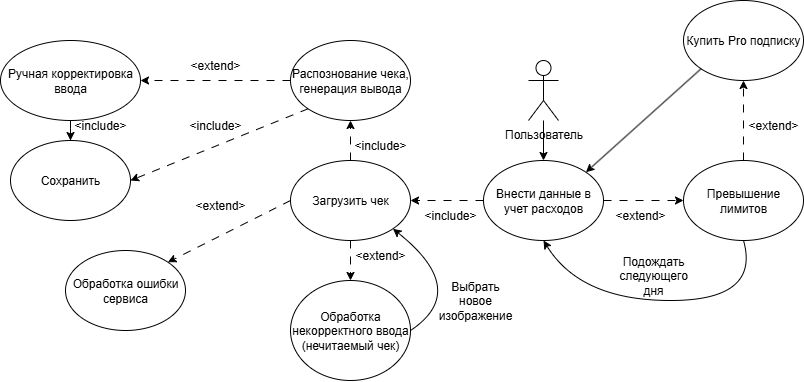 Купить Pro подписку
<extend>
Ручная корректировка
ввода
Распознование чека,
генерация вывода
<include>
<include>
Пользователь
<extend>
<include>
Сохранить
Загрузить чек
Внести данные в
учет расходов
Превышение
лимитов
<extend>
<include>
<extend>
<extend>
Подождать
следующего
дня
Обработка ошибки
сервиса
Выбрать
новое
изображение
Обработка
некорректного ввода
(нечитаемый чек)